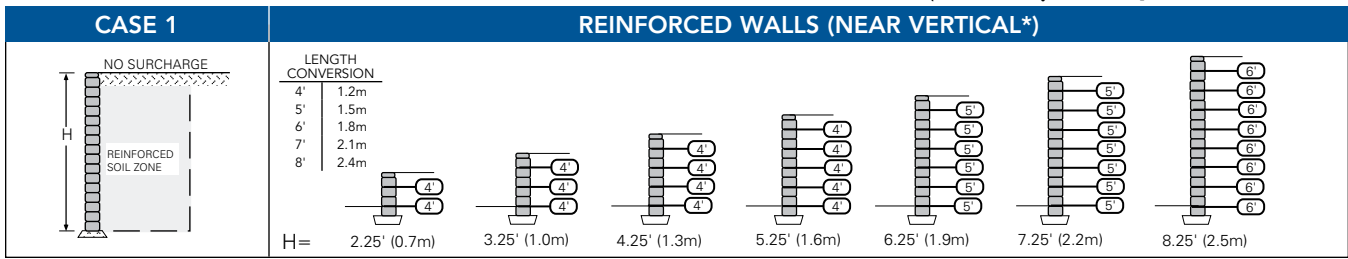 CASE 1
REINFORCED WALLS (NEAR VERTICAL*)
NO SURCHARGE
H
REINFORCED
SOIL ZONE
LENGTH
CONVERSION
4' 1.2m
5' 1.5m
6' 1.8m
7' 2.1m
8' 2.4m
6'
5' 6'
5' 5' 6'
4' 5' 5' 6'
4' 4' 5' 5' 6'
4' 4' 4' 5' 5' 6'
4' 4' 4' 4' 5' 5' 6'
4' 4' 4' 4' 5' 5' 6'
H= 2.25' (0.7m) 3.25' (1.0m) 4.25' (1.3m) 5.25' (1.6m) 6.25' (1.9m) 7.25' (2.2m) 8.25' (2.5m)